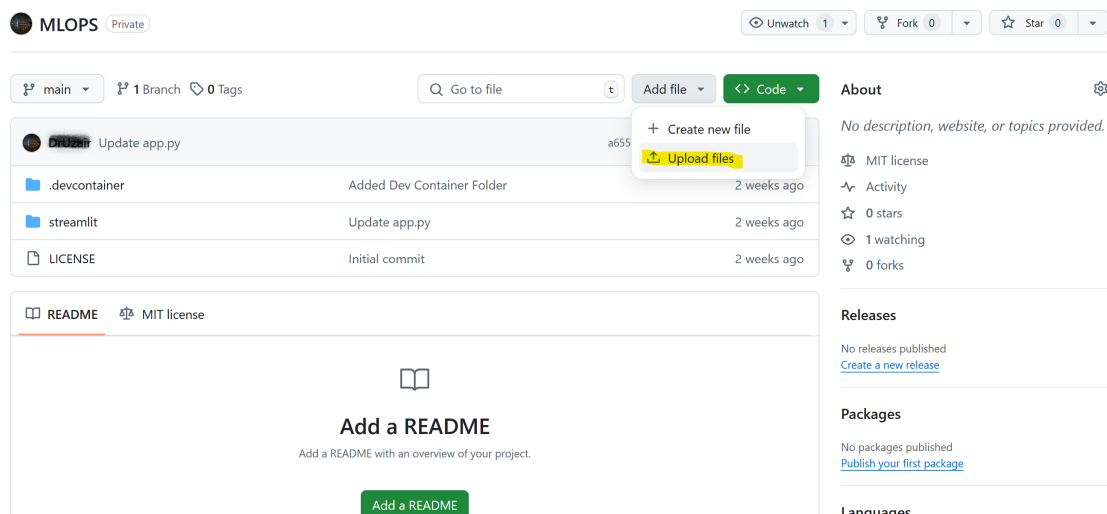 MLOPS Private
Unwatch 1 Fork 0 Star 0
main 1 Branch 0 Tags Go to file t Add file Code
Create new file
Upload files
Update app.py a655
.devcontainer Added Dev Container Folder 2 weeks ago
streamlit Update app.py 2 weeks ago
LICENSE Initial commit 2 weeks ago
README MIT license
Add a README
Add a README with an overview of your project.
Add a README
About
No description, website, or topics provided.
MIT license
Activity
0 stars
1 watching
0 forks
Releases
No releases published
Create a new release
Packages
No packages published
Publish your first package
Languages